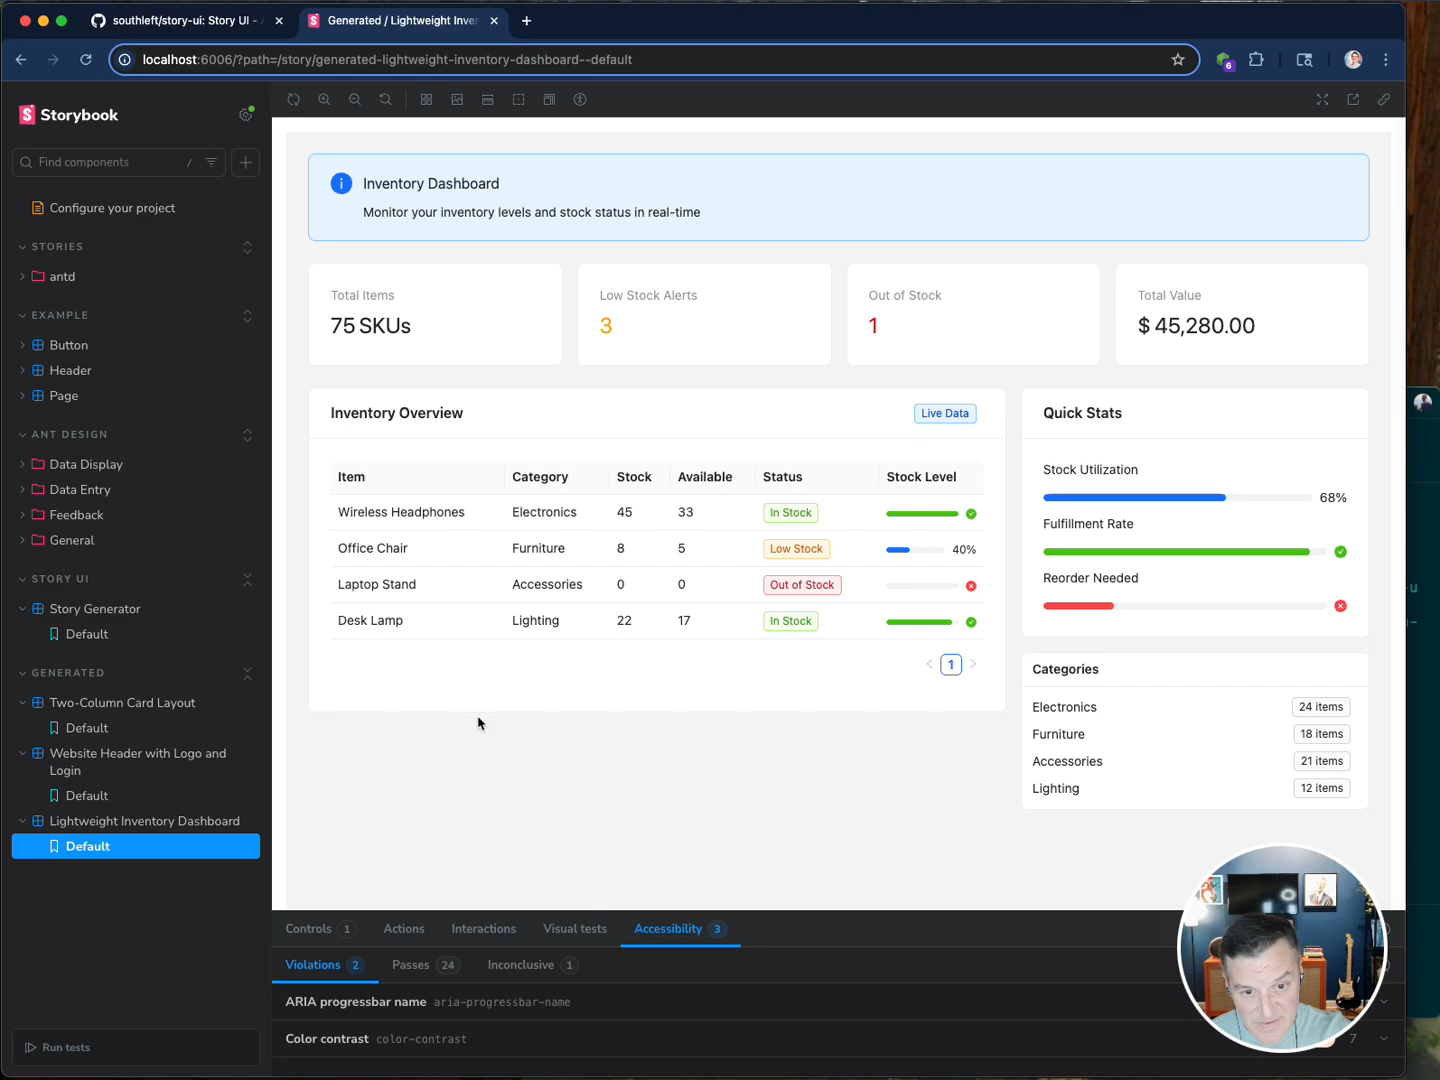 southleft/story-ui: Story UI -
Generated / Lightweight Inve
localhost:6006/?path=/story/generated-lightweight-inventory-dashboard--default
6
Storybook
Find components /
Configure your project
STORIES
antd
EXAMPLE
Button
Header
Page
ANT DESIGN
Data Display
Data Entry
Feedback
General
STORY UI
Story Generator
Default
GENERATED
Two-Column Card Layout
Default
Website Header with Logo and
Login
Default
Lightweight Inventory Dashboard
Default
Run tests
Inventory Dashboard
Monitor your inventory levels and stock status in real-time
Total Items
75 SKUs
Low Stock Alerts
3
Out of Stock
1
Total Value
$ 45,280.00
Inventory Overview Live Data
Item Category Stock Available Status Stock Level
Wireless Headphones Electronics 45 33 In Stock
Office Chair Furniture 8 5 Low Stock 40%
Laptop Stand Accessories 0 0 Out of Stock
Desk Lamp Lighting 22 17 In Stock
1
Quick Stats
Stock Utilization
68%
Fulfillment Rate
Reorder Needed
Categories
Electronics 24 items
Furniture 18 items
Accessories 21 items
Lighting 12 items
Controls 1 Actions Interactions Visual tests Accessibility 3
Violations 2 Passes 24 Inconclusive 1
ARIA progressbar name aria-progressbar-name
Color contrast color-contrast 7